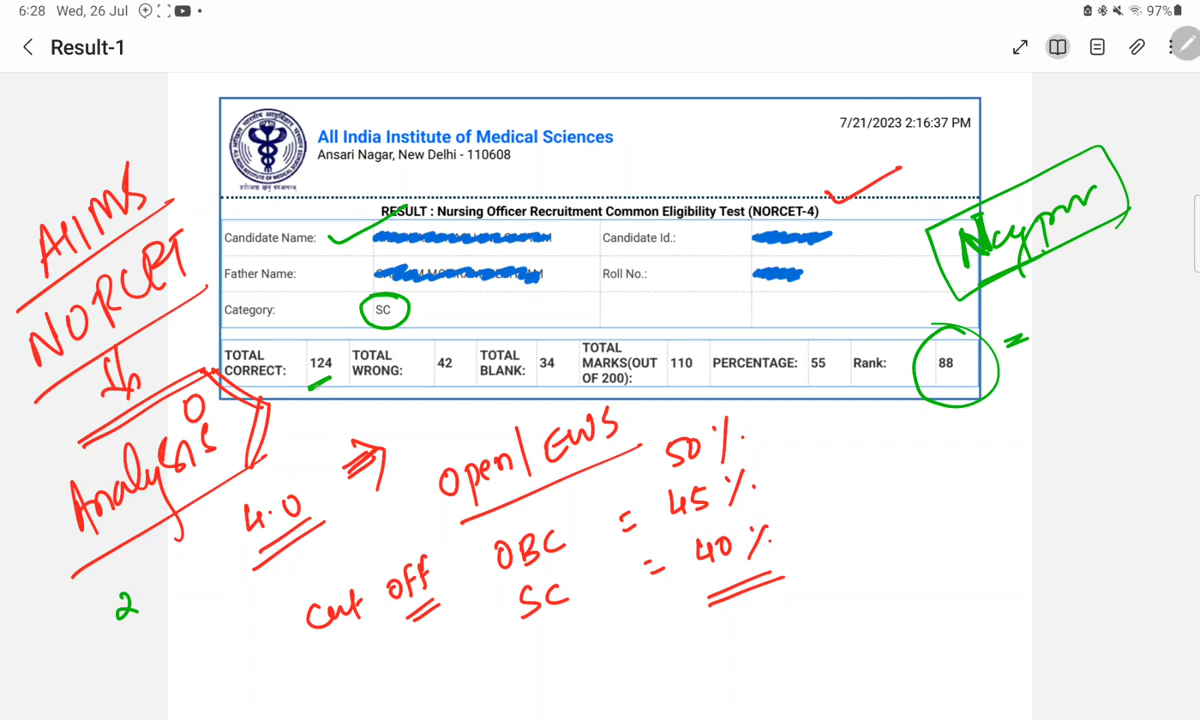 6:28 Wed, 26 Jul
97%
Result-1
All India Institute of Medical Sciences
Ansari Nagar, New Delhi - 110608
7/21/2023 2:16:37 PM
RESULT : Nursing Officer Recruitment Common Eligibility Test (NORCET-4)
Candidate Name: Candidate Id.:
Father Name: Roll No.:
Category: SC
TOTAL CORRECT: 124 TOTAL WRONG: 42 TOTAL BLANK: 34 TOTAL MARKS(OUT OF 200): 110 PERCENTAGE: 55 Rank: 88
AIIMS
NORCET
Analysis
4.0
Open/EWS 50%.
OBC = 45%.
Cut off SC = 40%.
2